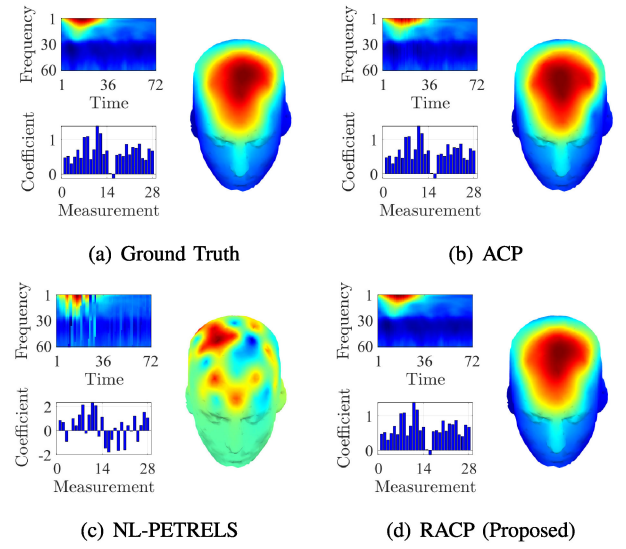 Frequency
1
30
60
1 36 72
Time
Coefficient
1
0
0 14 28
Measurement
(a) Ground Truth
Frequency
1
30
60
1 36 72
Time
Coefficient
1
0
0 14 28
Measurement
(b) ACP
Frequency
1
30
60
1 36 72
Time
Coefficient
2
0
-2
0 14 28
Measurement
(c) NL-PETRELS
Frequency
1
30
60
1 36 72
Time
Coefficient
1
0
0 14 28
Measurement
(d) RACP (Proposed)